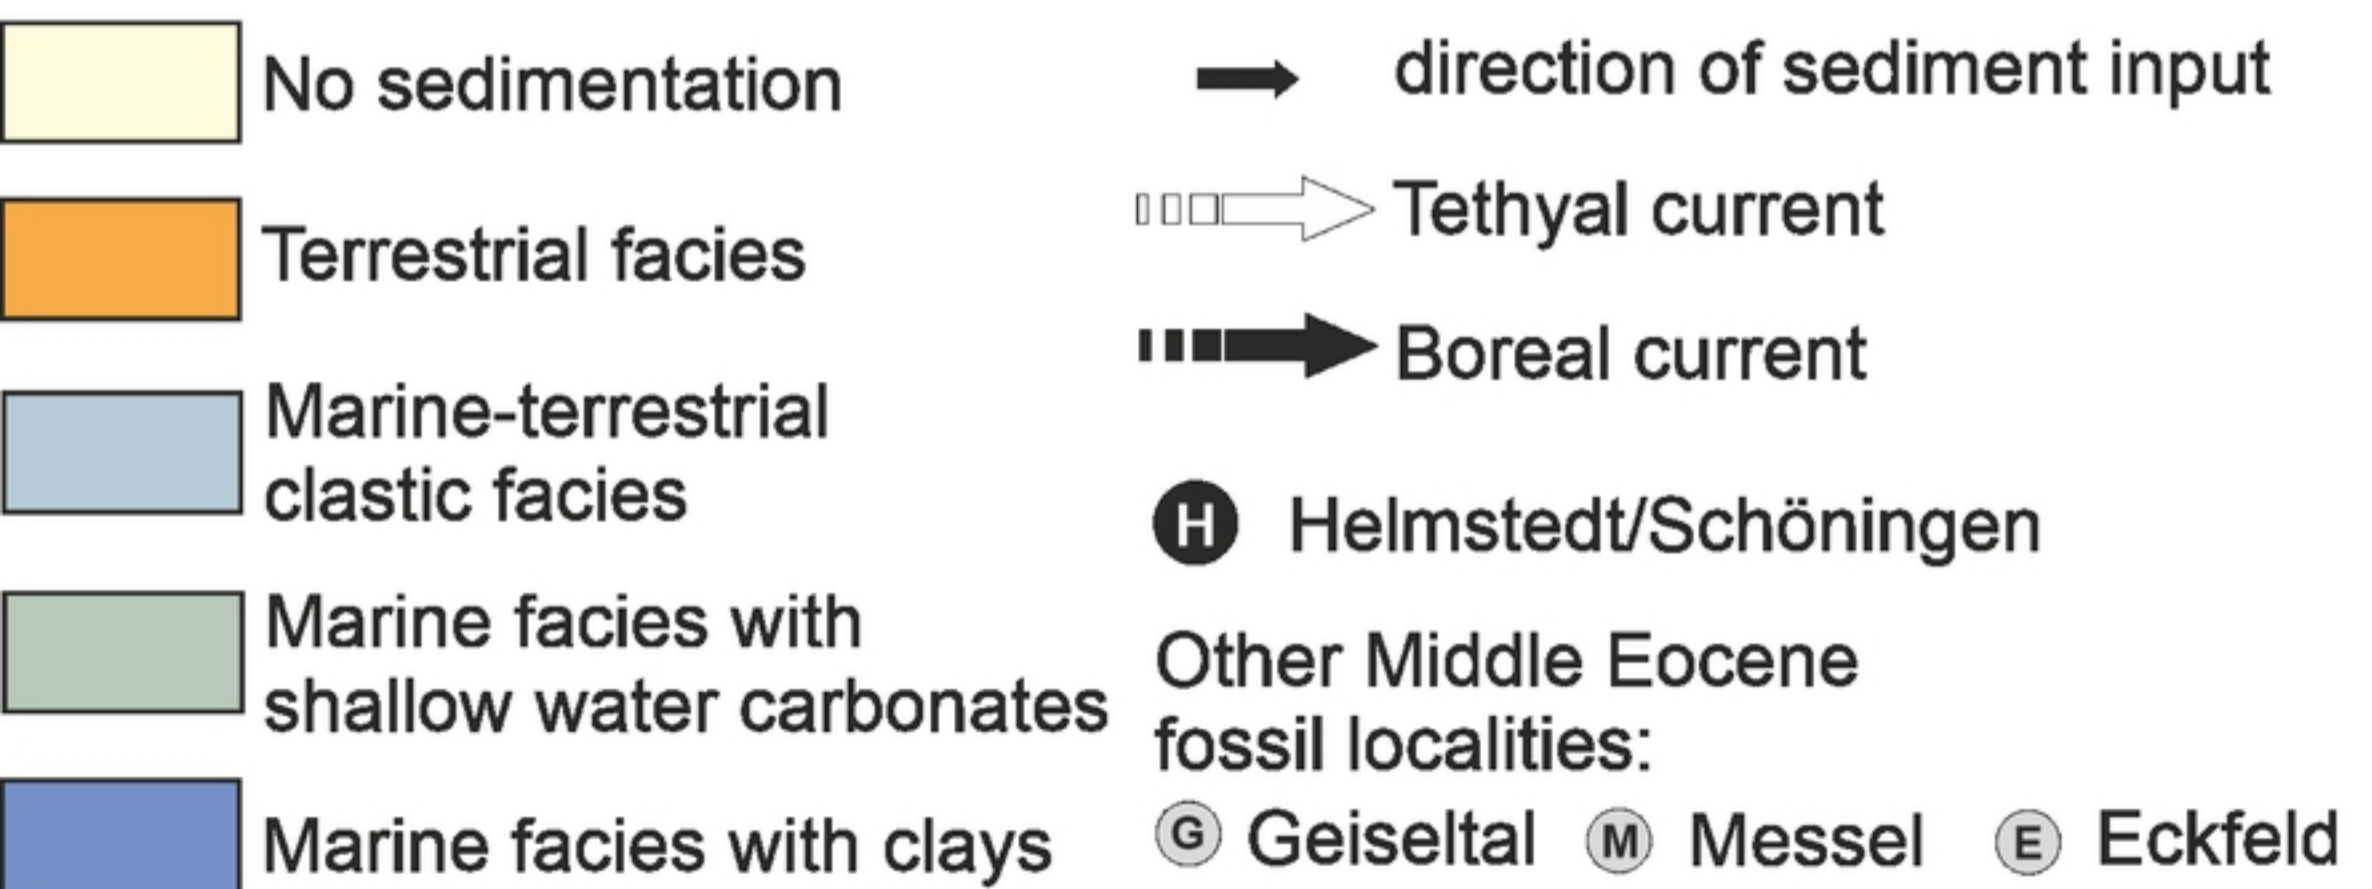 No sedimentation
Terrestrial facies
Marine-terrestrial
clastic facies
Marine facies with
shallow water carbonates
Marine facies with clays
direction of sediment input
Tethyal current
Boreal current
H Helmstedt/Schöningen
Other Middle Eocene
fossil localities:
G Geiseltal M Messel E Eckfeld